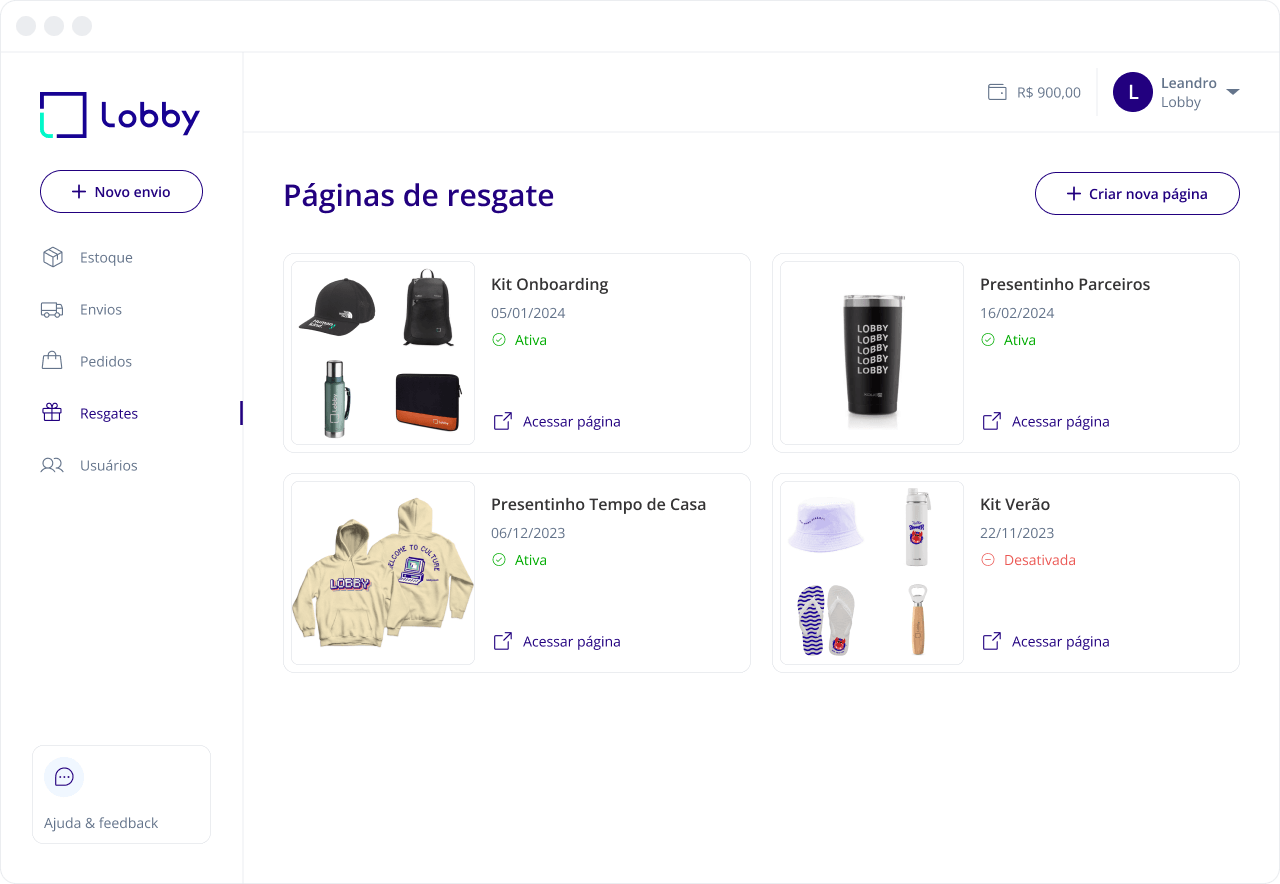 Lobby
R$ 900,00
L
Leandro
Lobby
Novo envio
Estoque
Envios
Pedidos
Resgates
Usuários
Ajuda & feedback
Páginas de resgate
Criar nova página
Kit Onboarding
05/01/2024
Ativa
Acessar página
Presentinho Parceiros
16/02/2024
Ativa
Acessar página
LOBBY
LOBBY
LOBBY
LOBBY
LOBBY
Presentinho Tempo de Casa
06/12/2023
Ativa
Acessar página
LOBBY
WELCOME TO CULTURE
Kit Verão
22/11/2023
Desativada
Acessar página